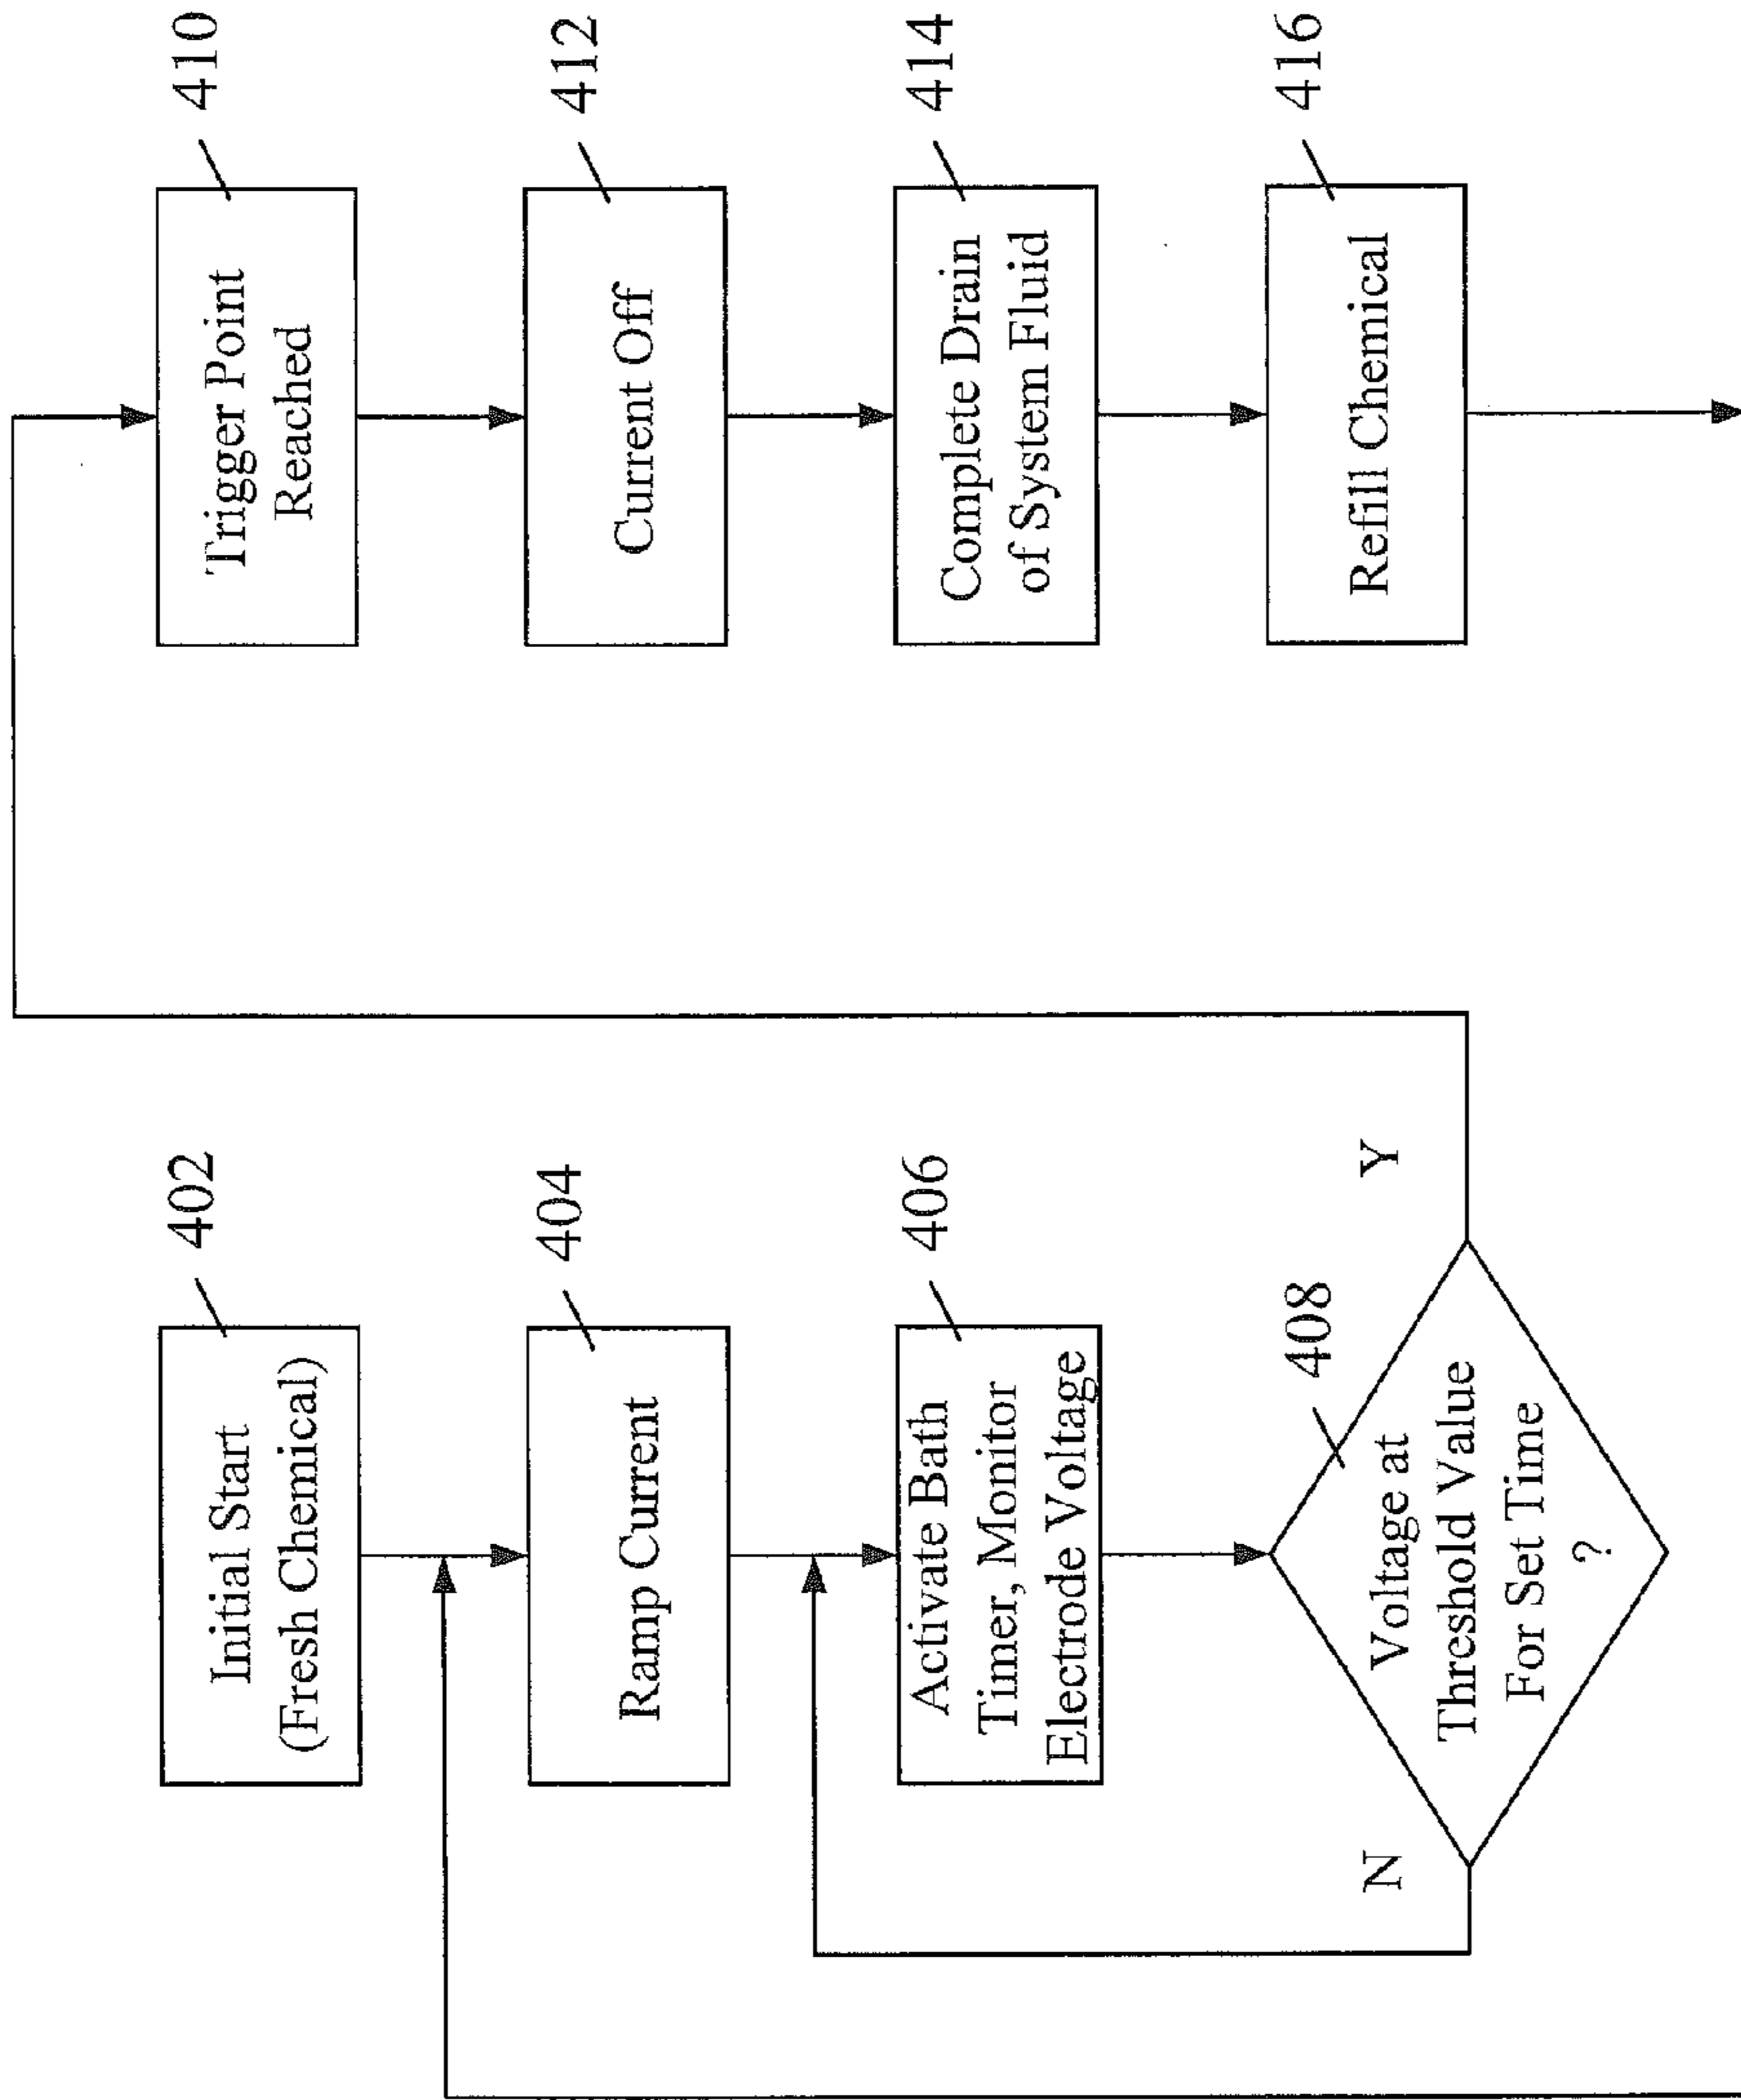 402
Initial Start
(Fresh Chemical)
404
Ramp Current
406
Activate Bath
Timer, Monitor
Electrode Voltage
408
Voltage at
Threshold Value
For Set Time
?
N
Y
410
Trigger Point
Reached
412
Current Off
414
Complete Drain
of System Fluid
416
Refill Chemical